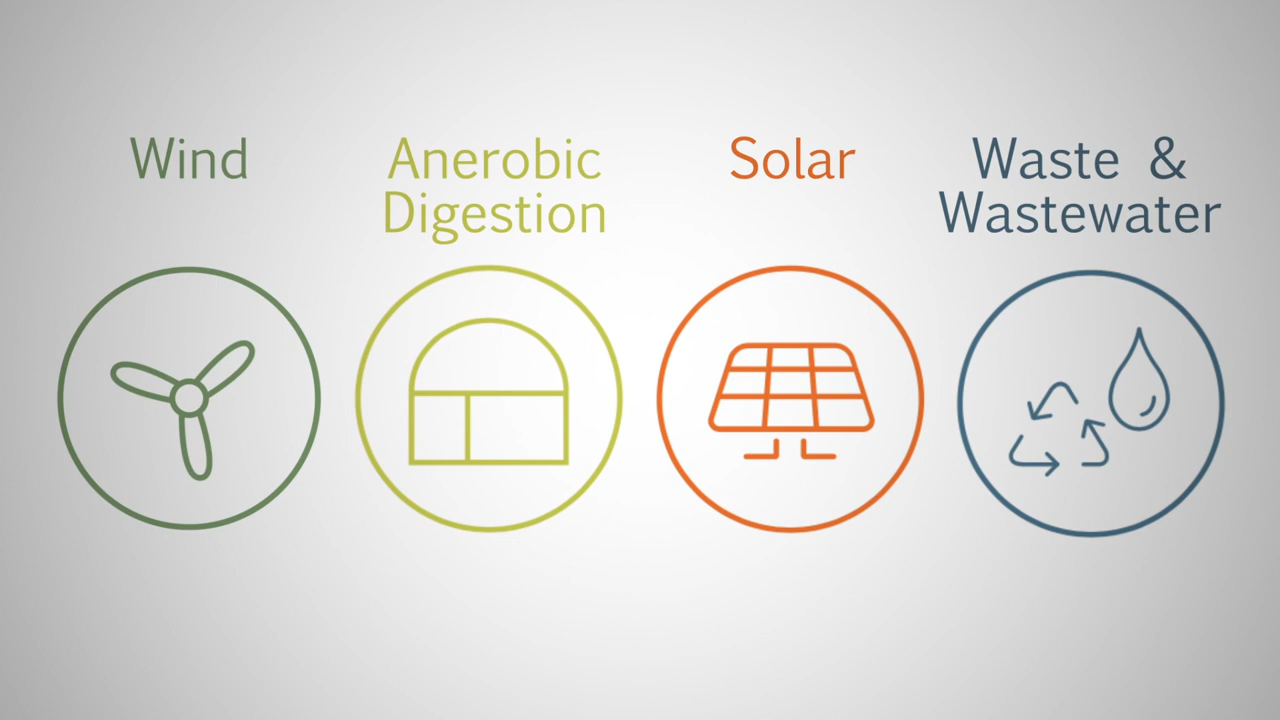 Wind
Anerobic
Digestion
Solar
Waste &
Wastewater